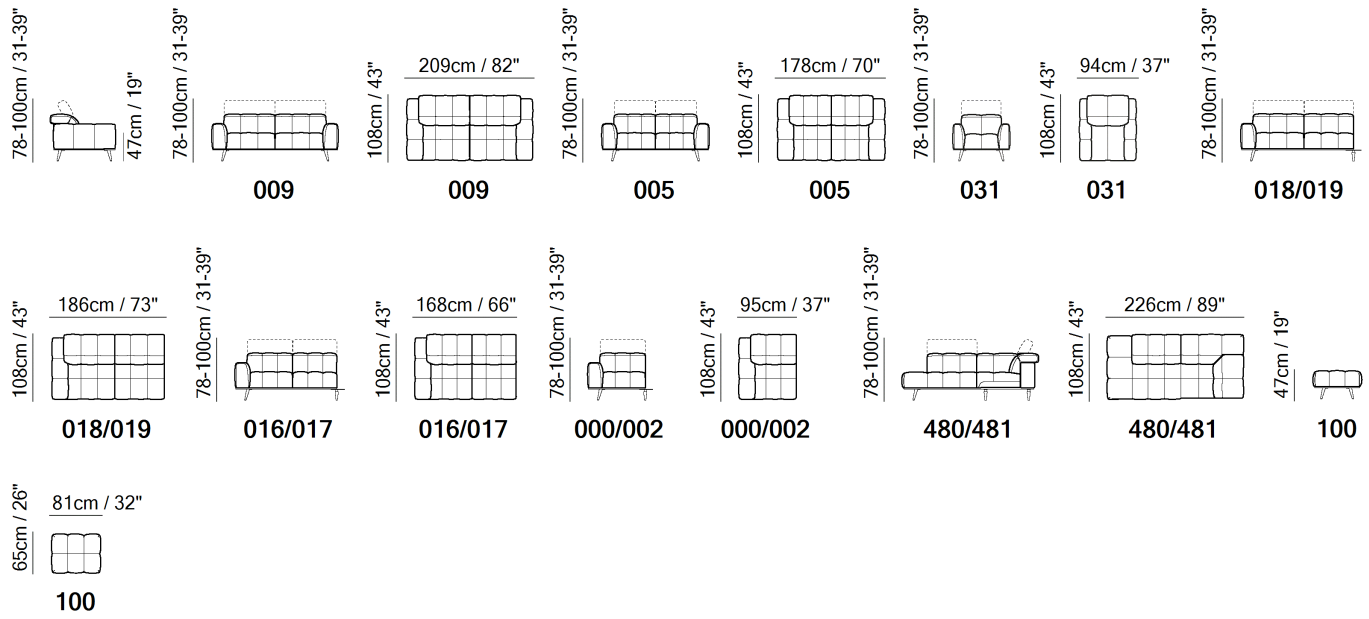 78-100cm / 31-39"
47cm / 19"
78-100cm / 31-39"
009
108cm / 43"
209cm / 82"
009
78-100cm / 31-39"
005
108cm / 43"
178cm / 70"
005
78-100cm / 31-39"
031
108cm / 43"
94cm / 37"
031
78-100cm / 31-39"
018/019
108cm / 43"
186cm / 73"
018/019
78-100cm / 31-39"
016/017
108cm / 43"
168cm / 66"
016/017
78-100cm / 31-39"
000/002
108cm / 43"
95cm / 37"
000/002
78-100cm / 31-39"
480/481
108cm / 43"
226cm / 89"
480/481
47cm / 19"
100
65cm / 26"
81cm / 32"
100